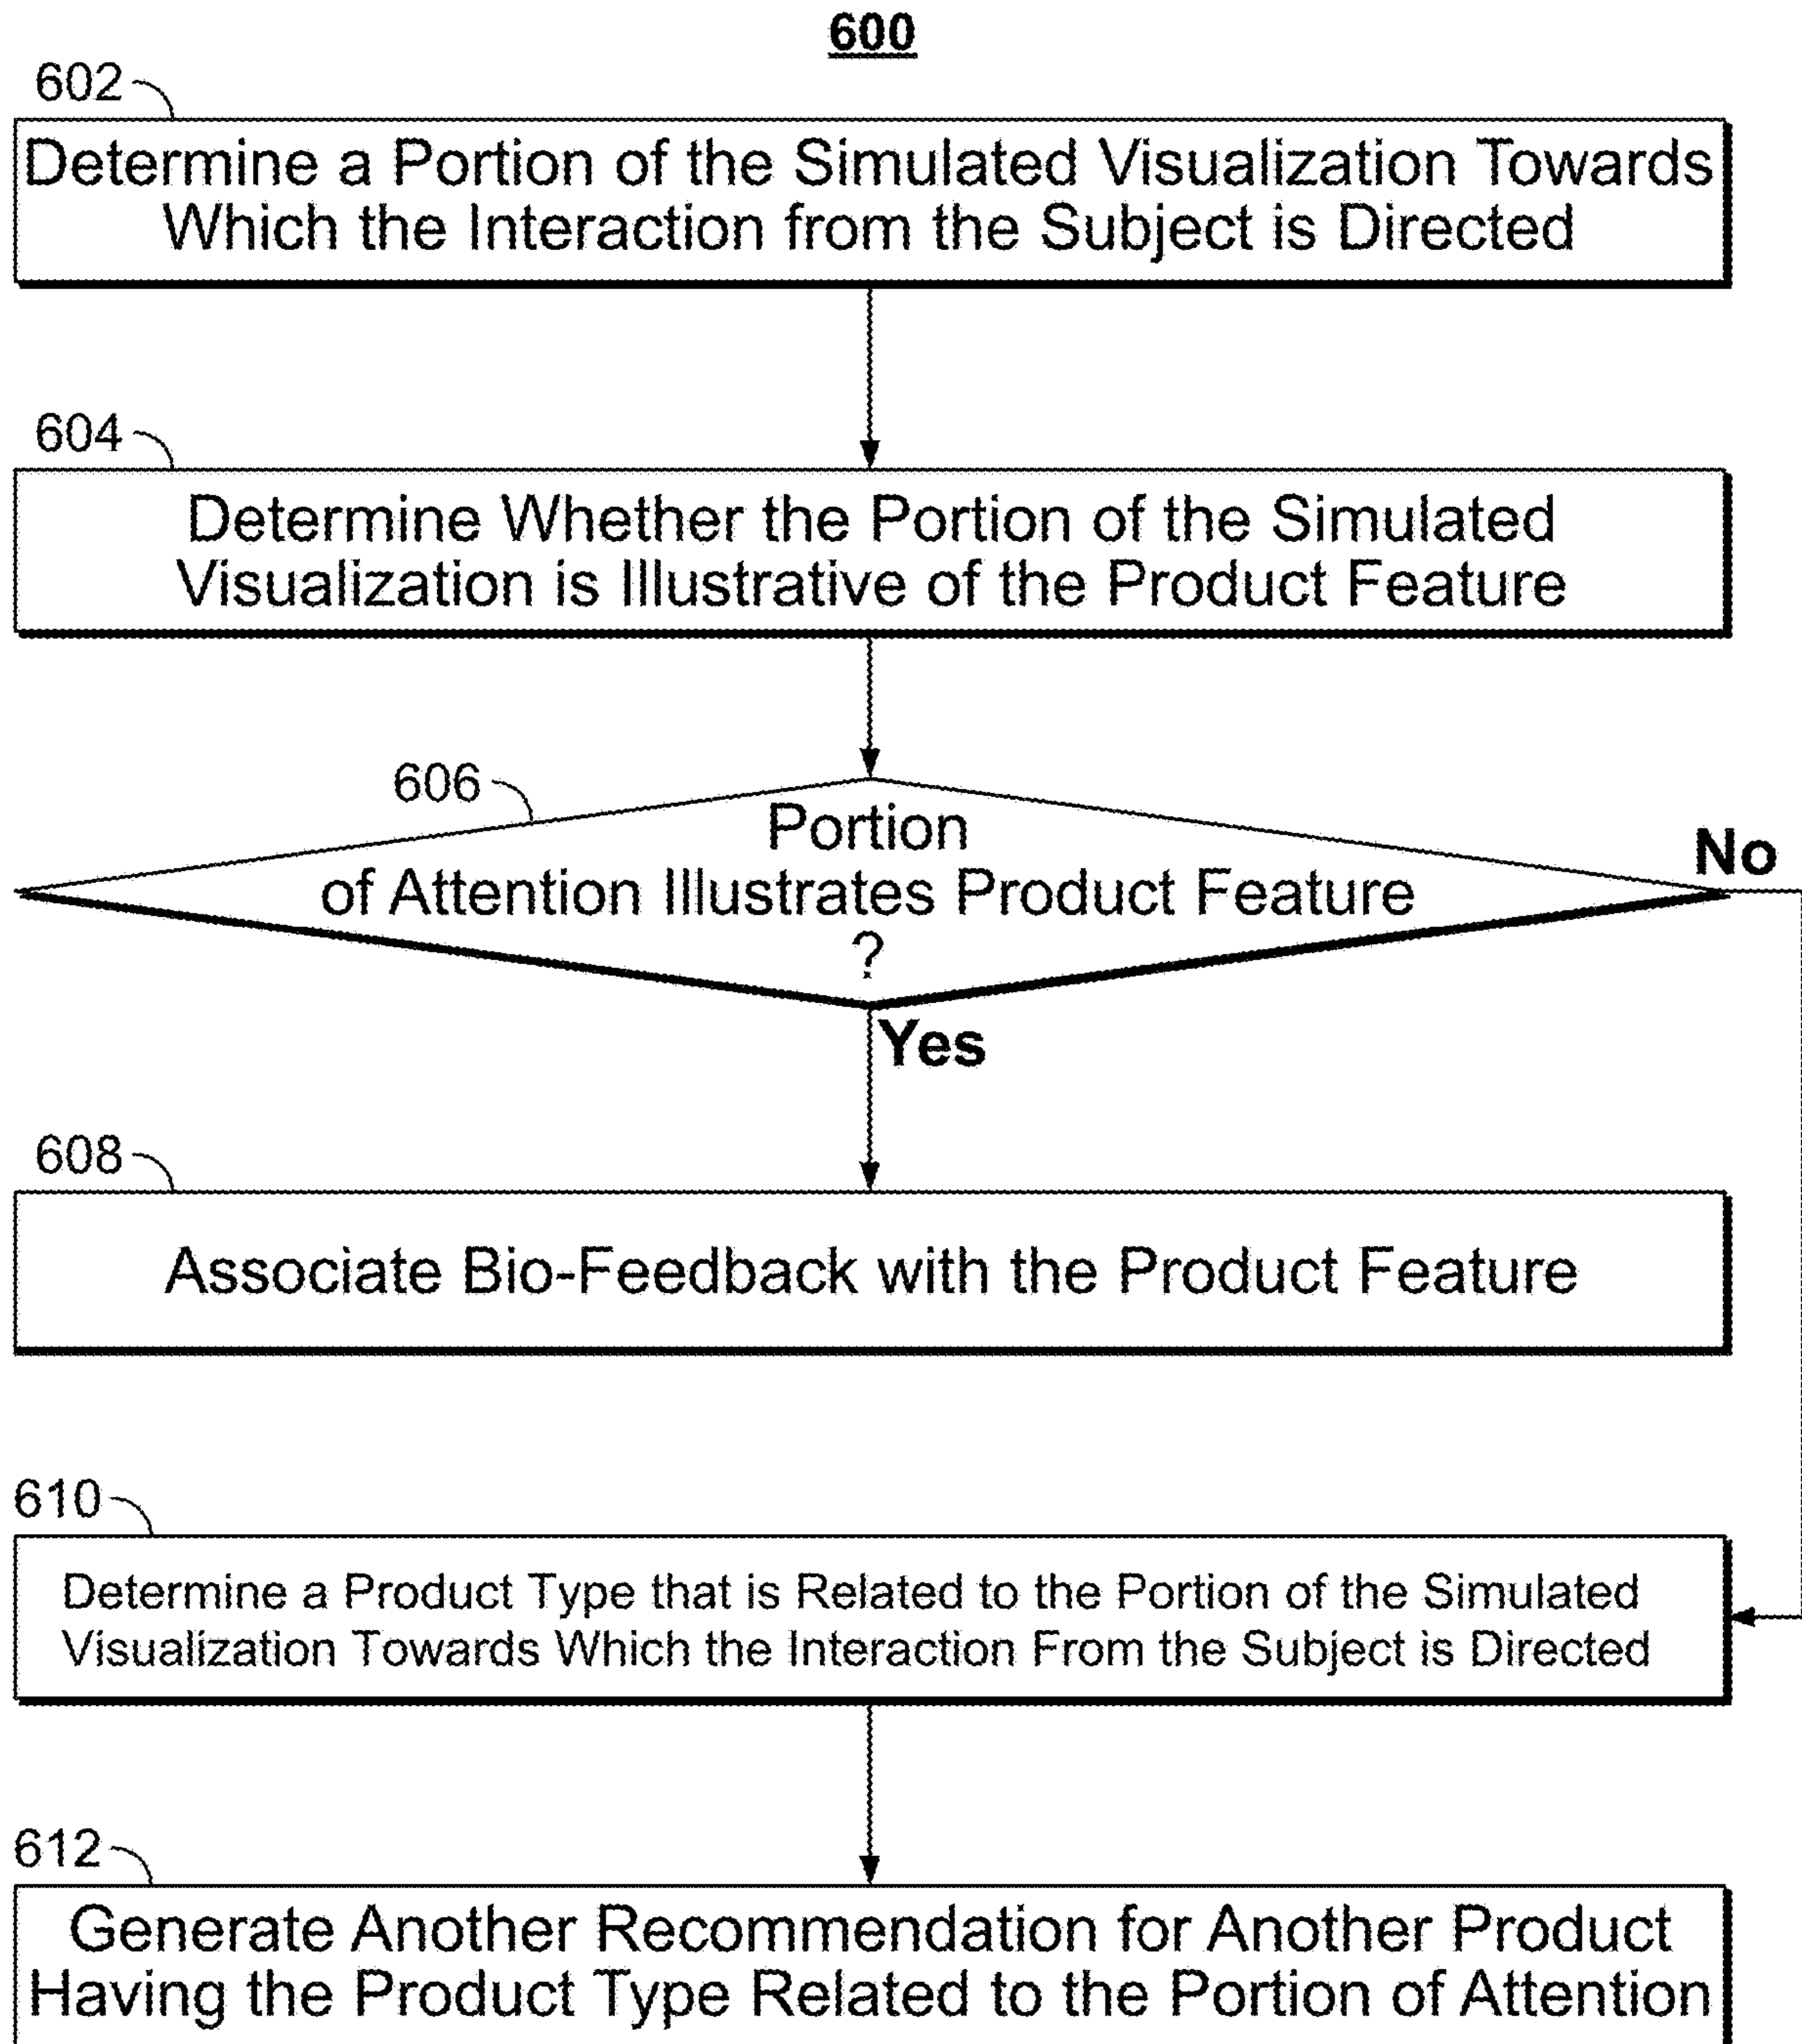 600
602
Determine a Portion of the Simulated Visualization Towards
Which the Interaction from the Subject is Directed
604
Determine Whether the Portion of the Simulated
Visualization is Illustrative of the Product Feature
606
Portion
of Attention Illustrates Product Feature
?
No
Yes
608
Associate Bio-Feedback with the Product Feature
610
Determine a Product Type that is Related to the Portion of the Simulated
Visualization Towards Which the Interaction From the Subject is Directed
612
Generate Another Recommendation for Another Product
Having the Product Type Related to the Portion of Attention